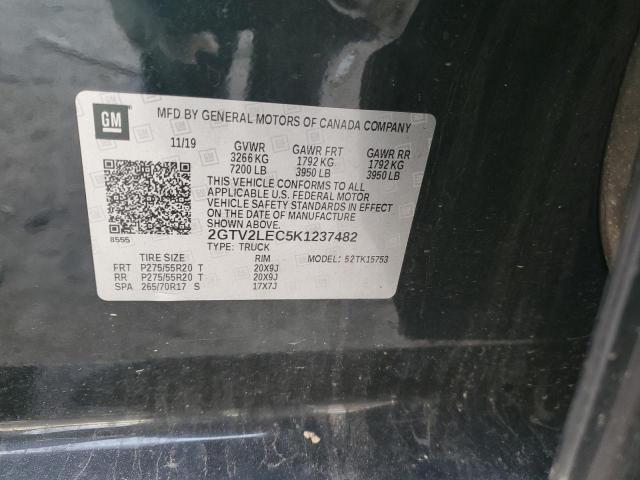 GM
MFD BY GENERAL MOTORS OF CANADA COMPANY
11/19 GVWR GAWR FRT GAWR RR
3266 KG 1792 KG 1792 KG
7200 LB 3950 LB 3950 LB
THIS VEHICLE CONFORMS TO ALL
APPLICABLE U.S. FEDERAL MOTOR
VEHICLE SAFETY STANDARDS IN EFFECT
ON THE DATE OF MANUFACTURE
SHOWN ABOVE.
8555
2GTV2LEC5K1237482
TYPE: TRUCK
TIRE SIZE RIM MODEL: 52TK15753
FRT P275/55R20 T 20X9J
RR P275/55R20 T 20X9J
SPA 265/70R17 S 17X7J